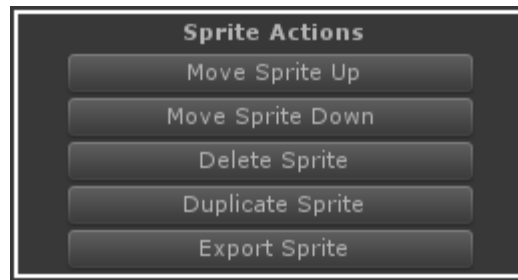 Sprite Actions
Move Sprite Up
Move Sprite Down
Delete Sprite
Duplicate Sprite
Export Sprite